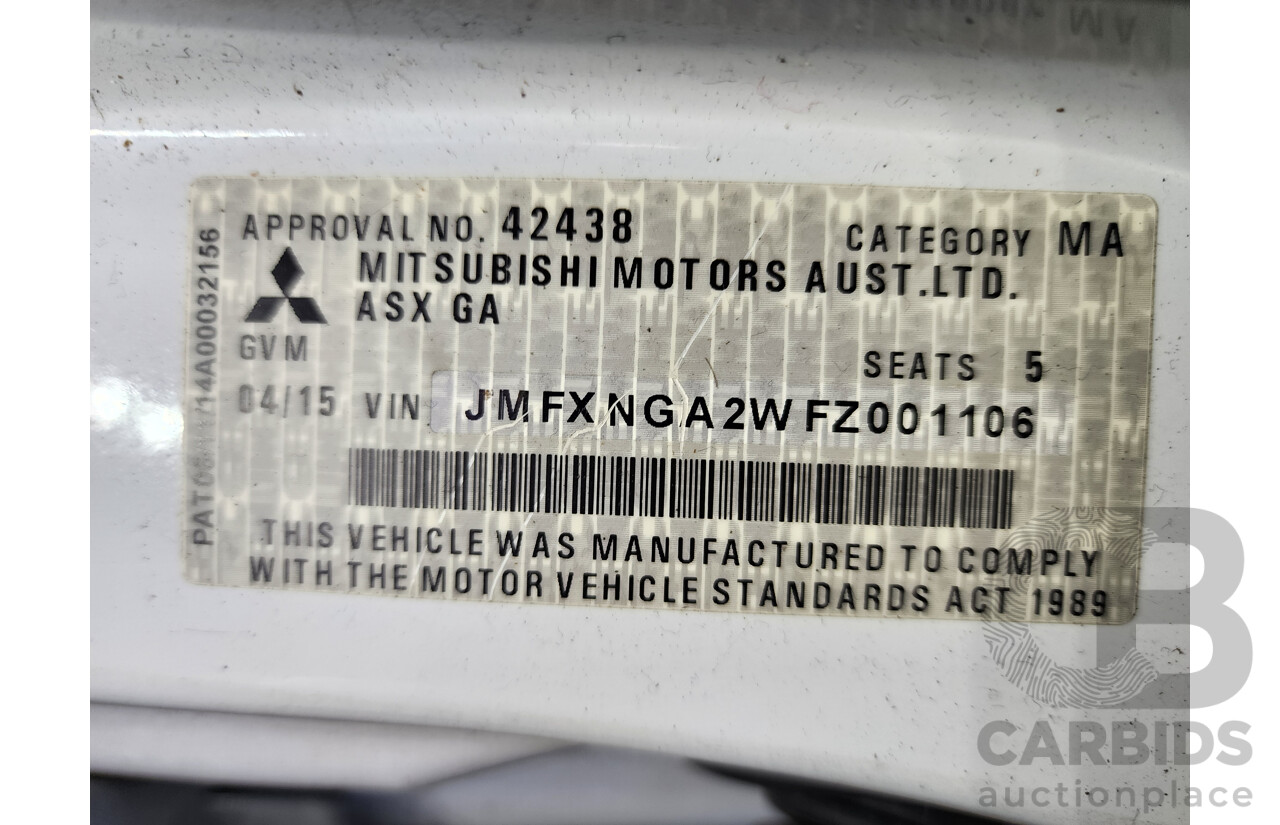 APPROVAL NO. 42438 CATEGORY MA
MITSUBISHI MOTORS AUST.LTD.
ASX GA
GVM SEATS 5
04/15 VIN JMFXNGA2WFZ001106
THIS VEHICLE WAS MANUFACTURED TO COMPLY
WITH THE MOTOR VEHICLE STANDARDS ACT 1989
CB
CARBIDS
auctionplace